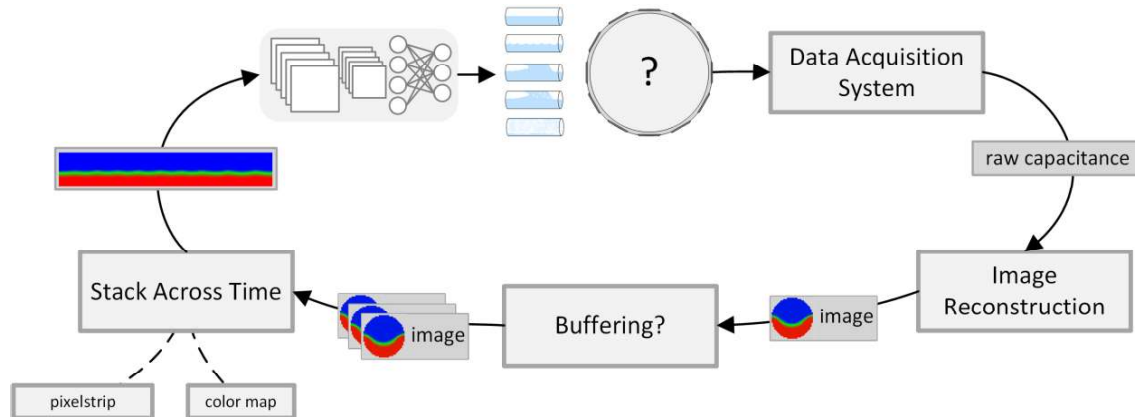 ?
Data Acquisition
System
raw capacitance
Image
Reconstruction
image
Buffering?
image
Stack Across Time
pixelstrip
color map